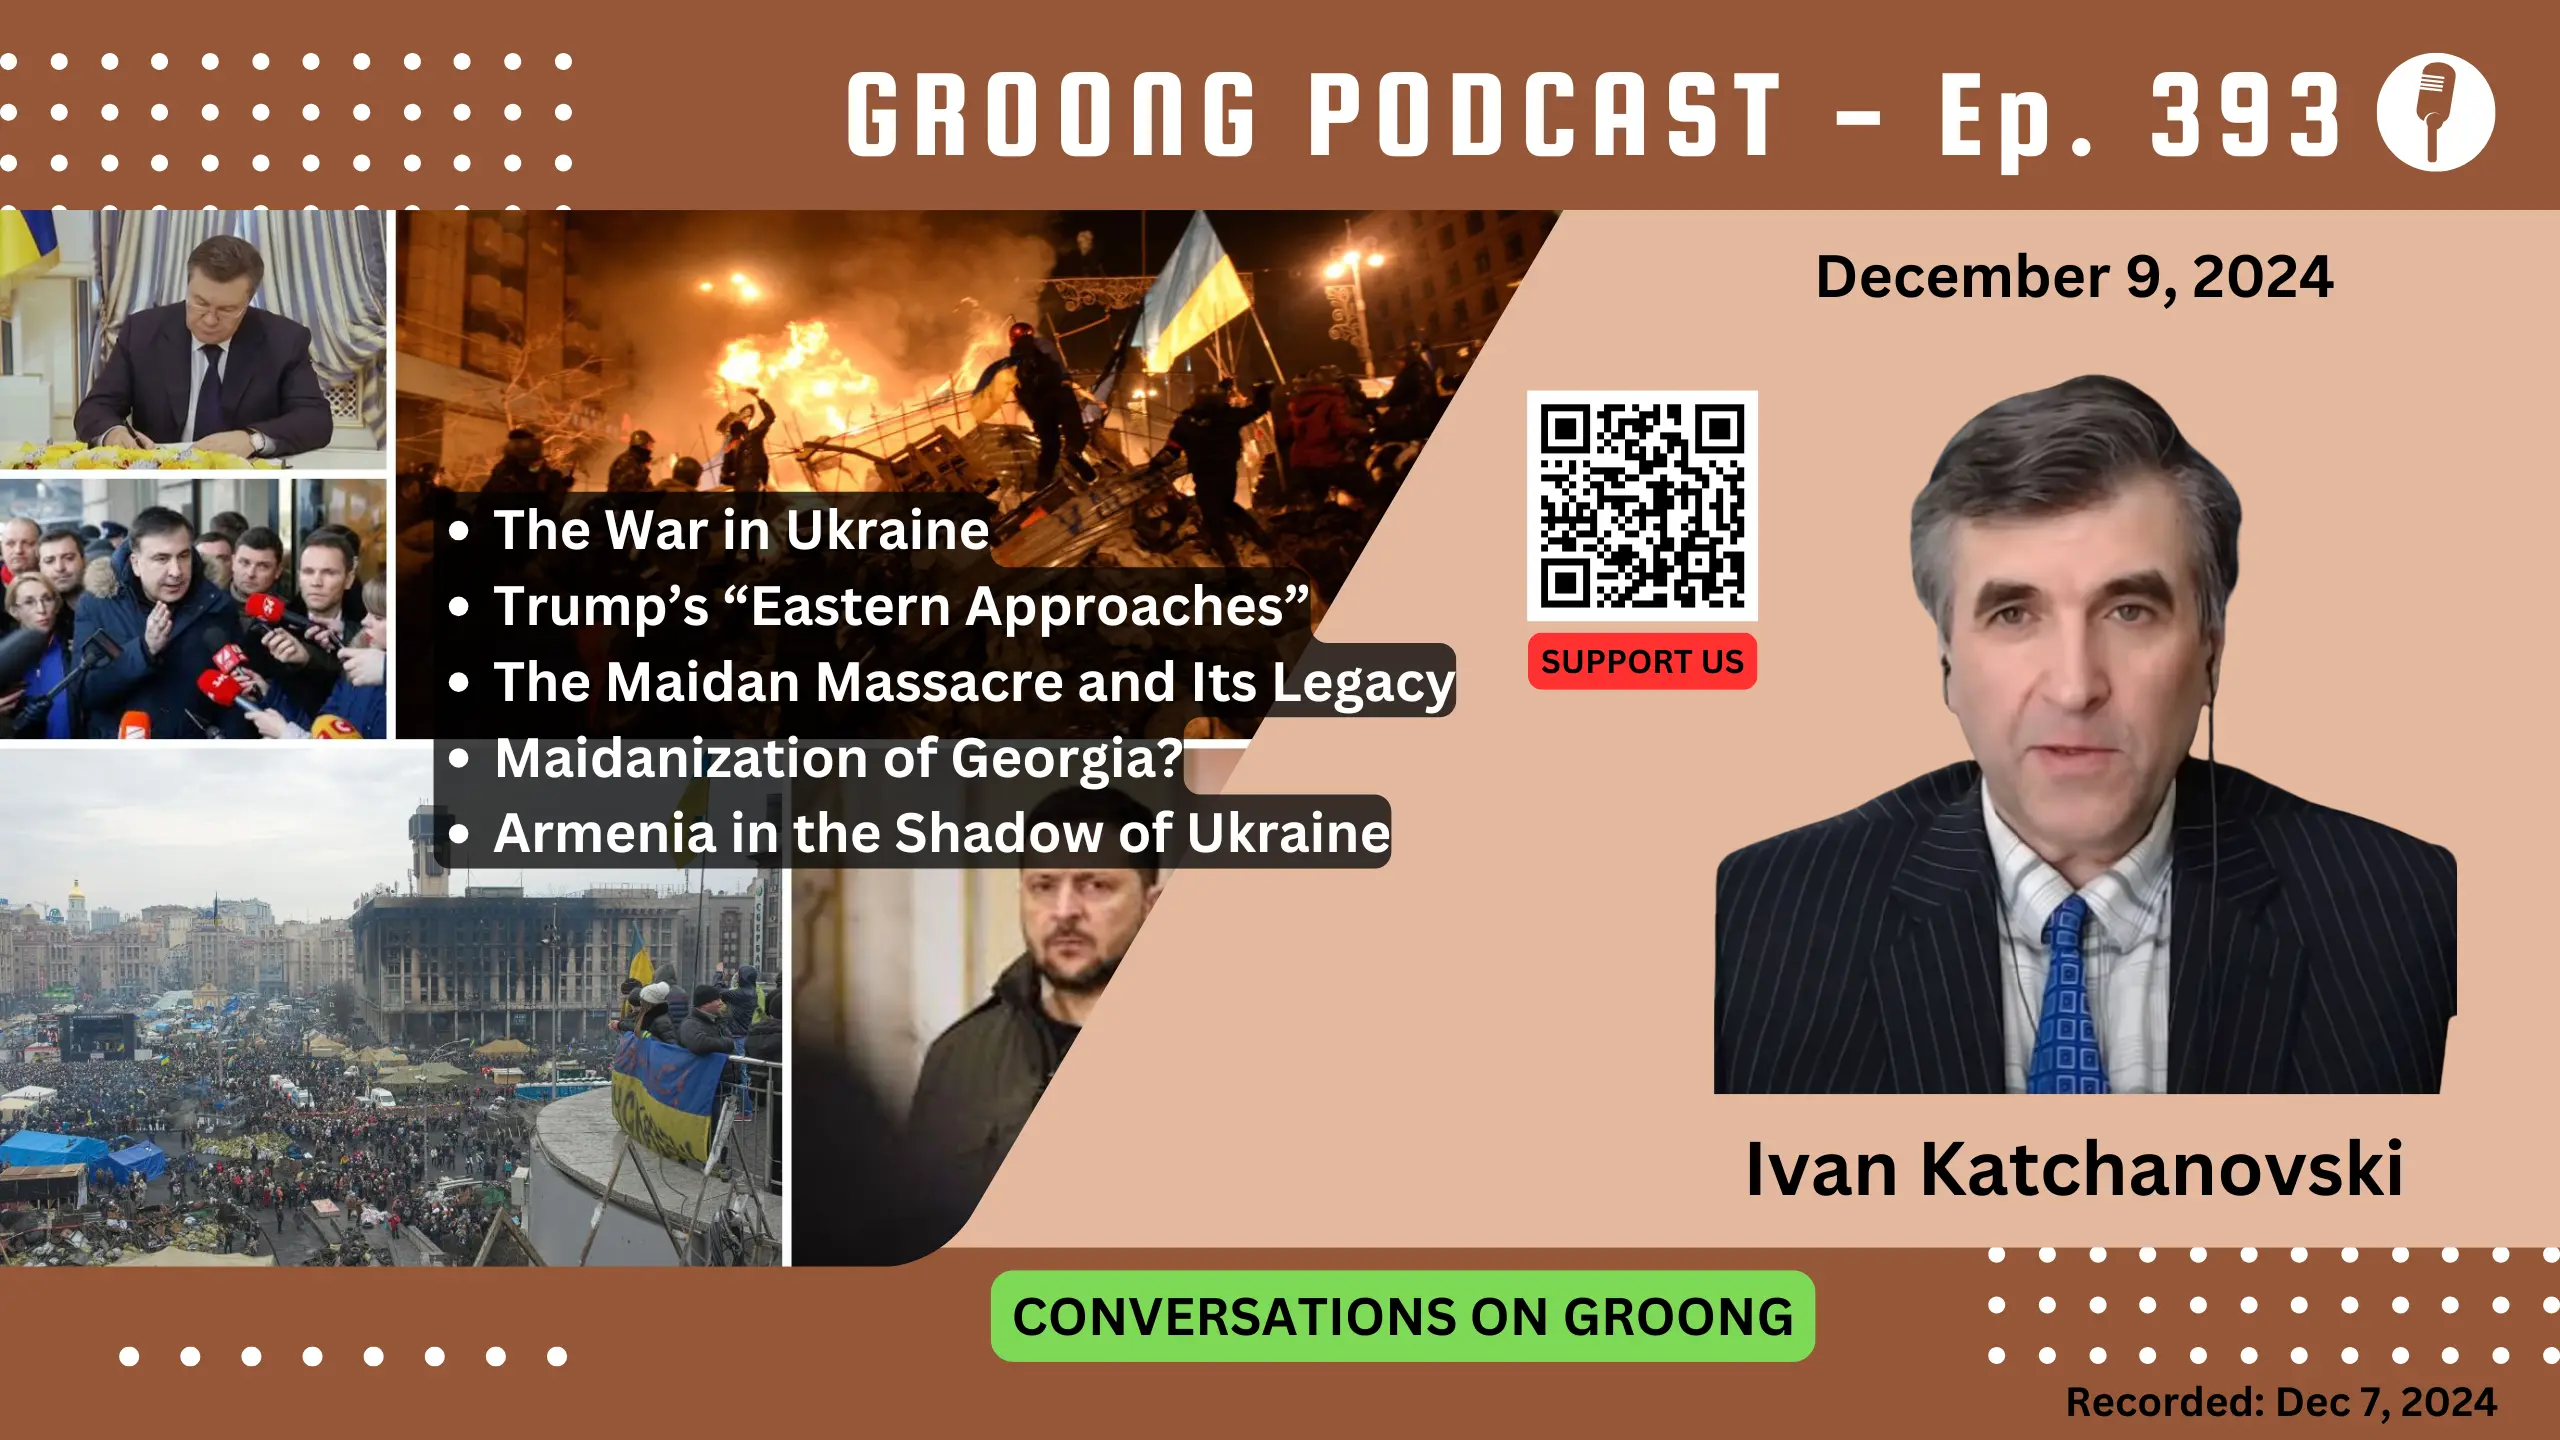 GROONG PODCAST – Ep. 393
December 9, 2024
• The War in Ukraine
• Trump’s “Eastern Approaches”
• The Maidan Massacre and Its Legacy
• Maidanization of Georgia?
• Armenia in the Shadow of Ukraine
SUPPORT US
Ivan Katchanovski
CONVERSATIONS ON GROONG
Recorded: Dec 7, 2024